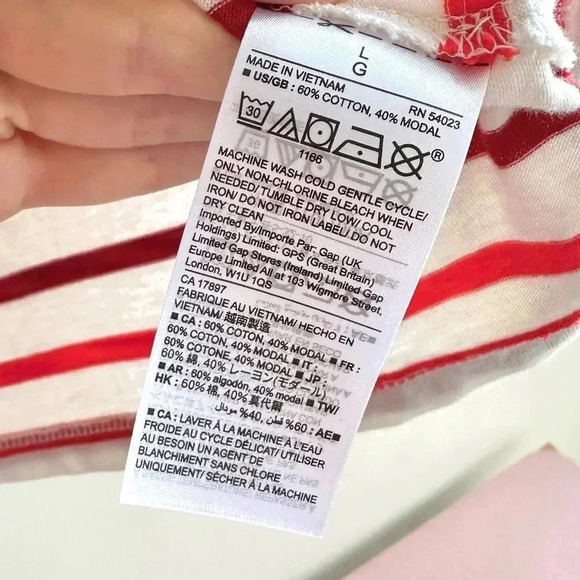 L
G
MADE IN VIETNAM RN 54023
■ US/GB : 60% COTTON, 40% MODAL
30 ®
1166
MACHINE WASH COLD GENTLE CYCLE/
ONLY NON-CHLORINE BLEACH WHEN
NEEDED/ TUMBLE DRY LOW/ COOL
IRON/ DO NOT IRON LABEL/ DO NOT
DRY CLEAN
Imported By/Importe Par: Gap (UK
Holdings) Limited: GPS (Great Britain)
Limited Gap Stores (Ireland) Limited Gap
Europe Limited All at 103 Wigmore Street,
London, W1U 1QS
CA 17897
FABRIQUE AU VIETNAM/ HECHO EN
VIETNAM/ 越南製造
■ CA : 60% COTON, 40% MODAL ■ FR :
60% COTON, 40% MODAL ■ IT :
60% COTONE, 40% MODAL ■ JP :
60% 綿, 40% レーヨン(モダール)
■ AR : 60% algodón, 40% modal ■ TW/
HK : 60% 綿, 40% 莫代爾
■ AE : %60 قطن, %40 مودال
■ CA : LAVER À LA MACHINE À L'EAU
FROIDE AU CYCLE DÉLICAT/ UTILISER
AU BESOIN UN AGENT DE
BLANCHIMENT SANS CHLORE
UNIQUEMENT/ SÉCHER À LA MACHINE